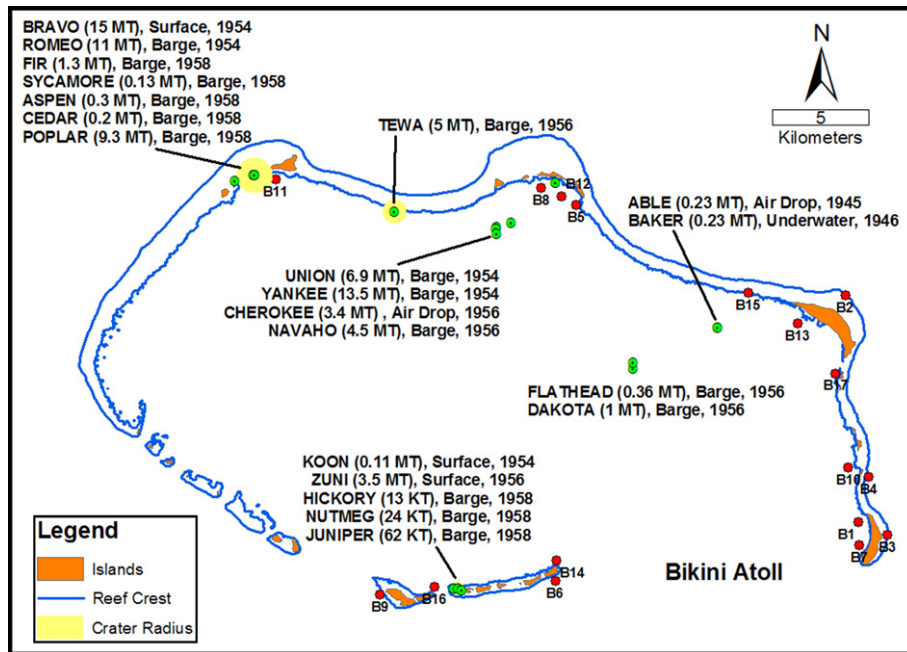 BRAVO (15 MT), Surface, 1954
ROMEO (11 MT), Barge, 1954
FIR (1.3 MT), Barge, 1958
SYCAMORE (0.13 MT), Barge, 1958
ASPEN (0.3 MT), Barge, 1958
CEDAR (0.2 MT), Barge, 1958
POPLAR (9.3 MT), Barge, 1958
N
5
Kilometers
TEWA (5 MT), Barge, 1956
B11
B8
B12
B5
ABLE (0.23 MT), Air Drop, 1945
BAKER (0.23 MT), Underwater, 1946
UNION (6.9 MT), Barge, 1954
YANKEE (13.5 MT), Barge, 1954
CHEROKEE (3.4 MT) , Air Drop, 1956
NAVAHO (4.5 MT), Barge, 1956
B15
B2
B13
B17
FLATHEAD (0.36 MT), Barge, 1956
DAKOTA (1 MT), Barge, 1956
KOON (0.11 MT), Surface, 1954
ZUNI (3.5 MT), Surface, 1956
HICKORY (13 KT), Barge, 1958
NUTMEG (24 KT), Barge, 1958
JUNIPER (62 KT), Barge, 1958
B10
B4
B1
B3
B7
B14
B6
B16
B9
Bikini Atoll
Legend
Islands
Reef Crest
Crater Radius